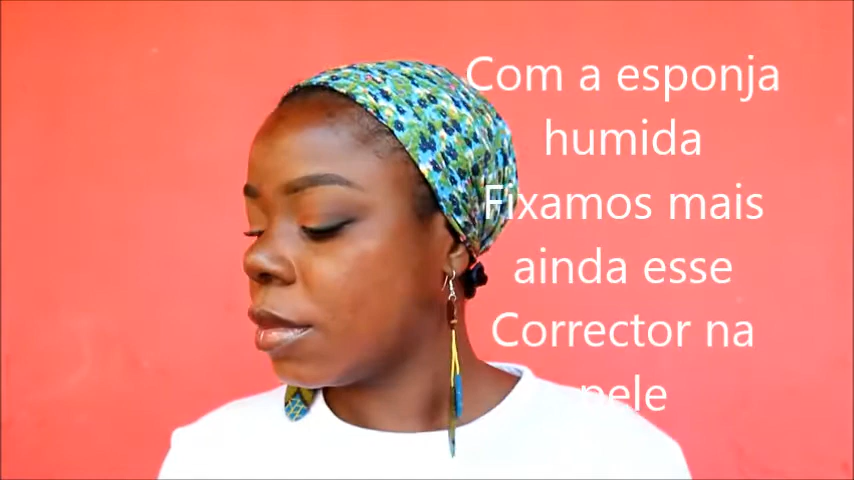 Com a esponja
humida
Fixamos mais
ainda esse
Corrector na
pele